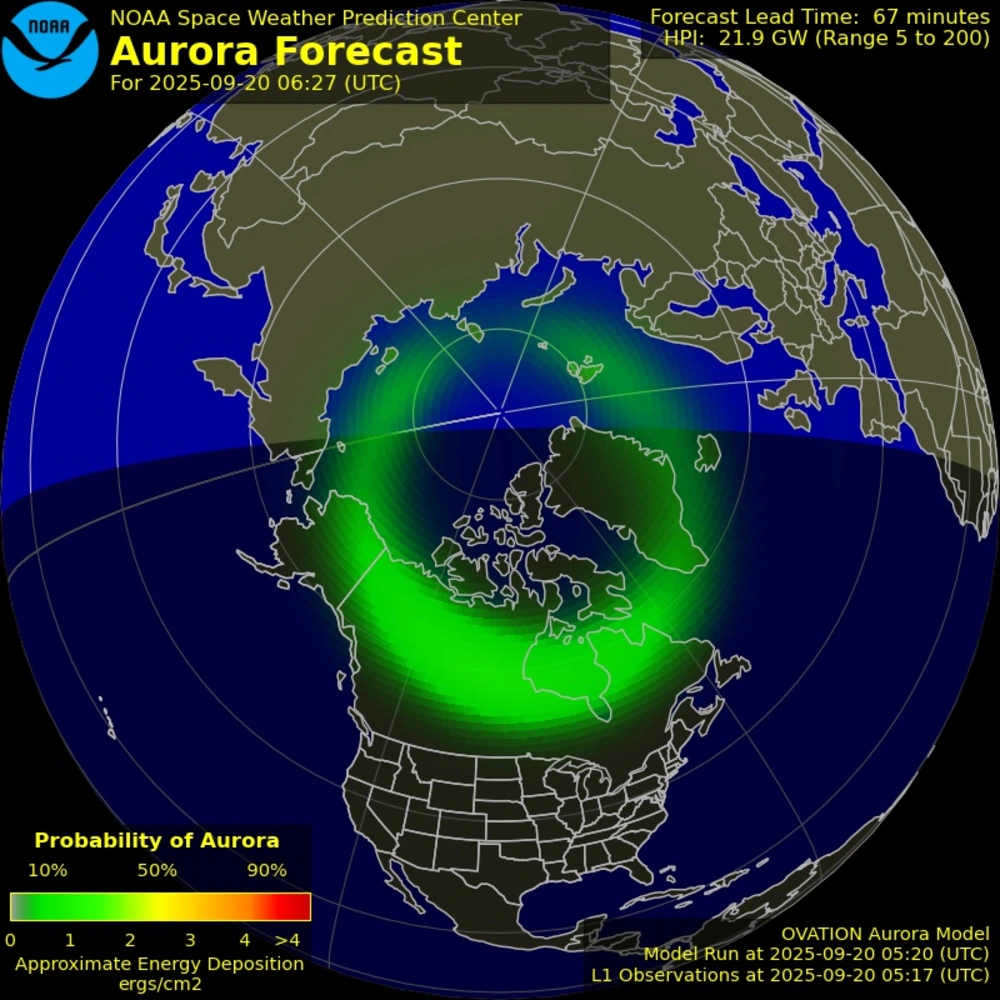 NOAA
NOAA Space Weather Prediction Center
Aurora Forecast
For 2025-09-20 06:27 (UTC)
Forecast Lead Time: 67 minutes
HPI: 21.9 GW (Range 5 to 200)
Probability of Aurora
10% 50% 90%
0 1 2 3 4 >4
Approximate Energy Deposition
ergs/cm2
OVATION Aurora Model
Model Run at 2025-09-20 05:20 (UTC)
L1 Observations at 2025-09-20 05:17 (UTC)